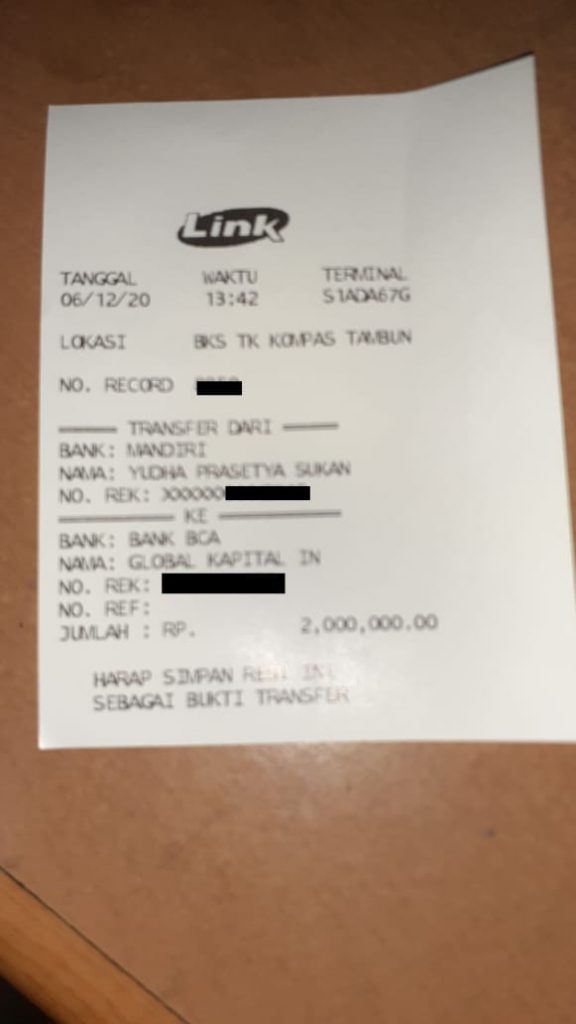 Link
TANGGAL WAKTU TERMINAL
06/12/20 13:42 S1ADA67G
LOKASI BKS TK KOMPAS TAMBUN
NO. RECORD
TRANSFER DARI
BANK: MANDIRI
NAMA: YUDHA PRASETYA SUKAN
NO. REK: XXXXXX
KE
BANK: BANK BCA
NAMA: GLOBAL KAPITAL IN
NO. REK:
NO. REF:
JUMLAH : RP. 2,000,000.00
HARAP SIMPAN RESI INI
SEBAGAI BUKTI TRANSFER